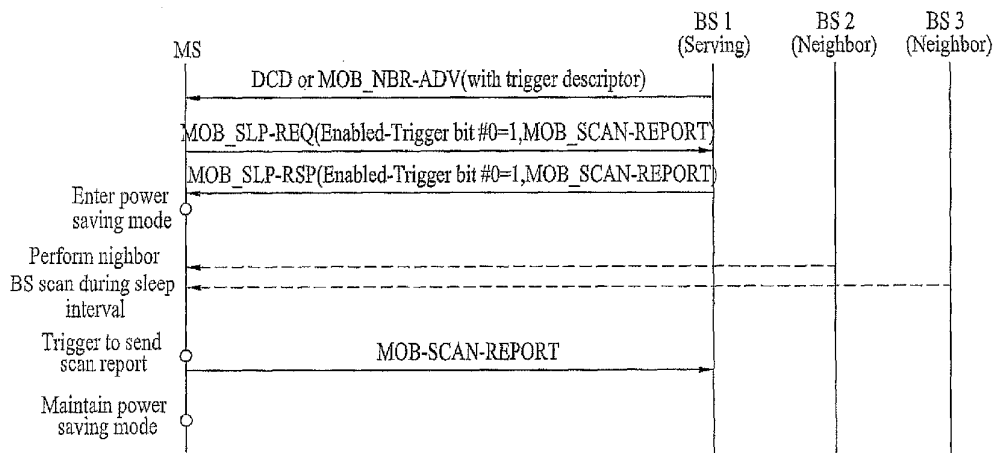 MS
BS 1
(Serving)
BS 2
(Neighbor)
BS 3
(Neighbor)
DCD or MOB_NBR-ADV(with trigger descriptor)
MOB_SLP-REQ(Enabled-Trigger bit #0=1,MOB_SCAN-REPORT)
MOB_SLP-RSP(Enabled-Trigger bit #0=1,MOB_SCAN-REPORT)
Enter power
saving mode
Perform nighbor
BS scan during sleep
interval
Trigger to send
scan report
MOB-SCAN-REPORT
Maintain power
saving mode